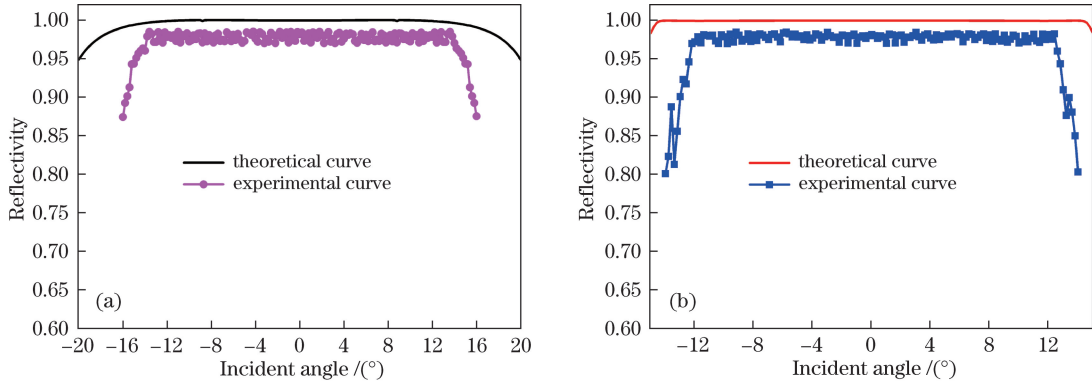 1.00
0.95
0.90
0.85
0.80
0.75
0.70
0.65
0.60
Reflectivity
theoretical curve
experimental curve
(a)
−20 −16 −12 −8 −4 0 4 8 12 16 20
Incident angle /(°)
1.00
0.95
0.90
0.85
0.80
0.75
0.70
0.65
0.60
Reflectivity
theoretical curve
experimental curve
(b)
−12 −8 −4 0 4 8 12
Incident angle /(°)